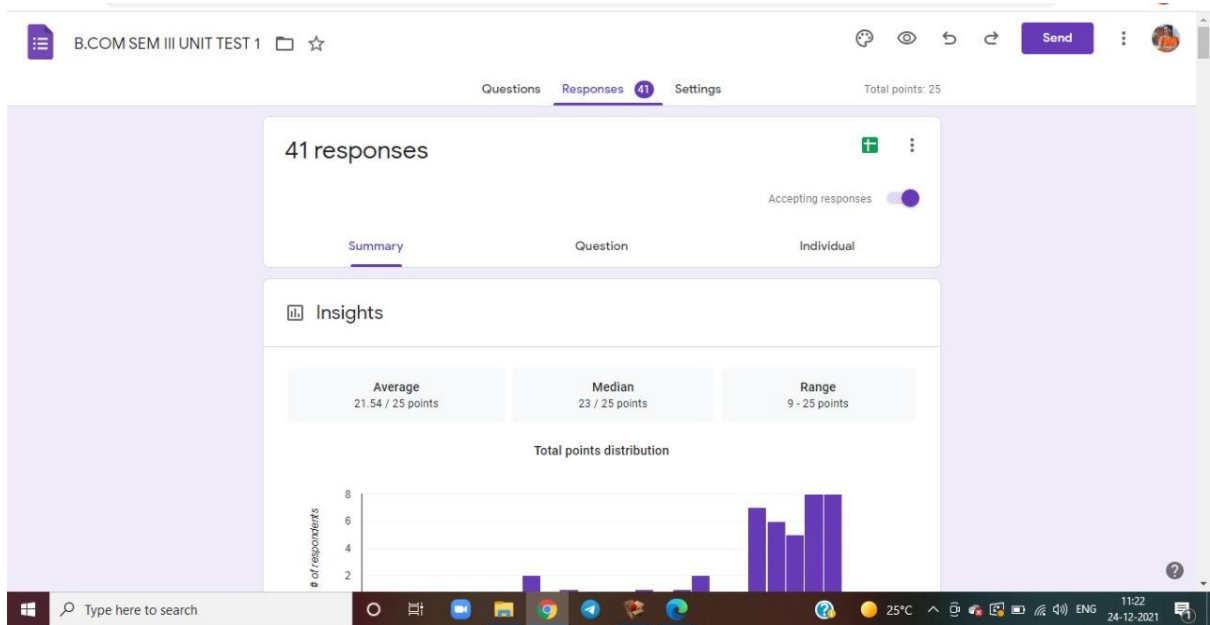 B.COM SEM III UNIT TEST 1
Send
Questions Responses 41 Settings
Total points: 25
41 responses
Accepting responses
Summary Question Individual
Insights
Average Median Range
21.54 / 25 points 23 / 25 points 9 - 25 points
Total points distribution
# of respondents
8
6
4
2
Type here to search
25°C
ENG
11:22
24-12-2021
1